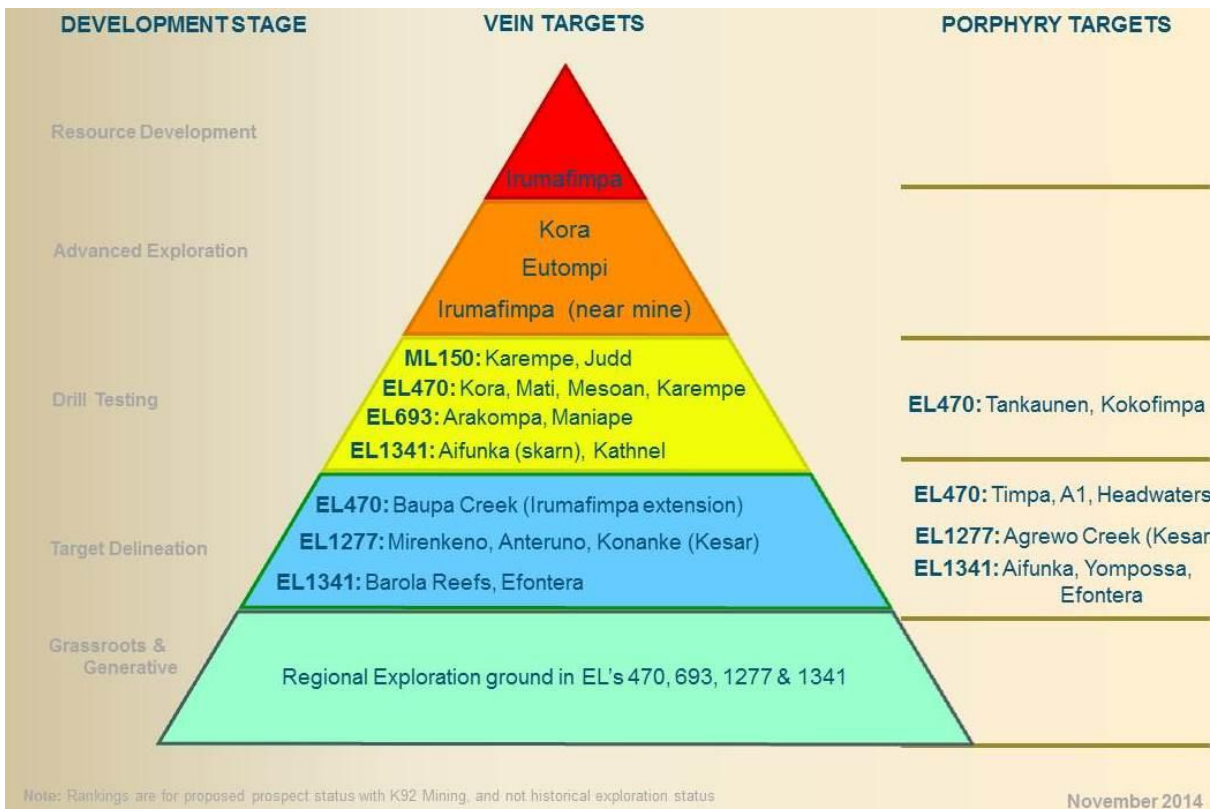 DEVELOPMENT STAGE
VEIN TARGETS
PORPHYRY TARGETS
Resource Development
Irumafimpa
Advanced Exploration
Kora
Eutompi
Irumafimpa (near mine)
Drill Testing
ML150: Karempe, Judd
EL470: Kora, Mati, Mesoan, Karempe
EL693: Arakompa, Maniape
EL1341: Aifunka (skarn), Kathnel
EL470: Tankaunen, Kokofimpa
Target Delineation
EL470: Baupa Creek (Irumafimpa extension)
EL1277: Mirenkeno, Anteruno, Konanke (Kesar)
EL1341: Barola Reefs, Efontera
EL470: Timpa, A1, Headwaters
EL1277: Agrewo Creek (Kesar
EL1341: Aifunka, Yompossa,
Efontera
Grassroots &
Generative
Regional Exploration ground in EL's 470, 693, 1277 & 1341
Note: Rankings are for proposed prospect status with K92 Mining, and not historical exploration status
November 2014